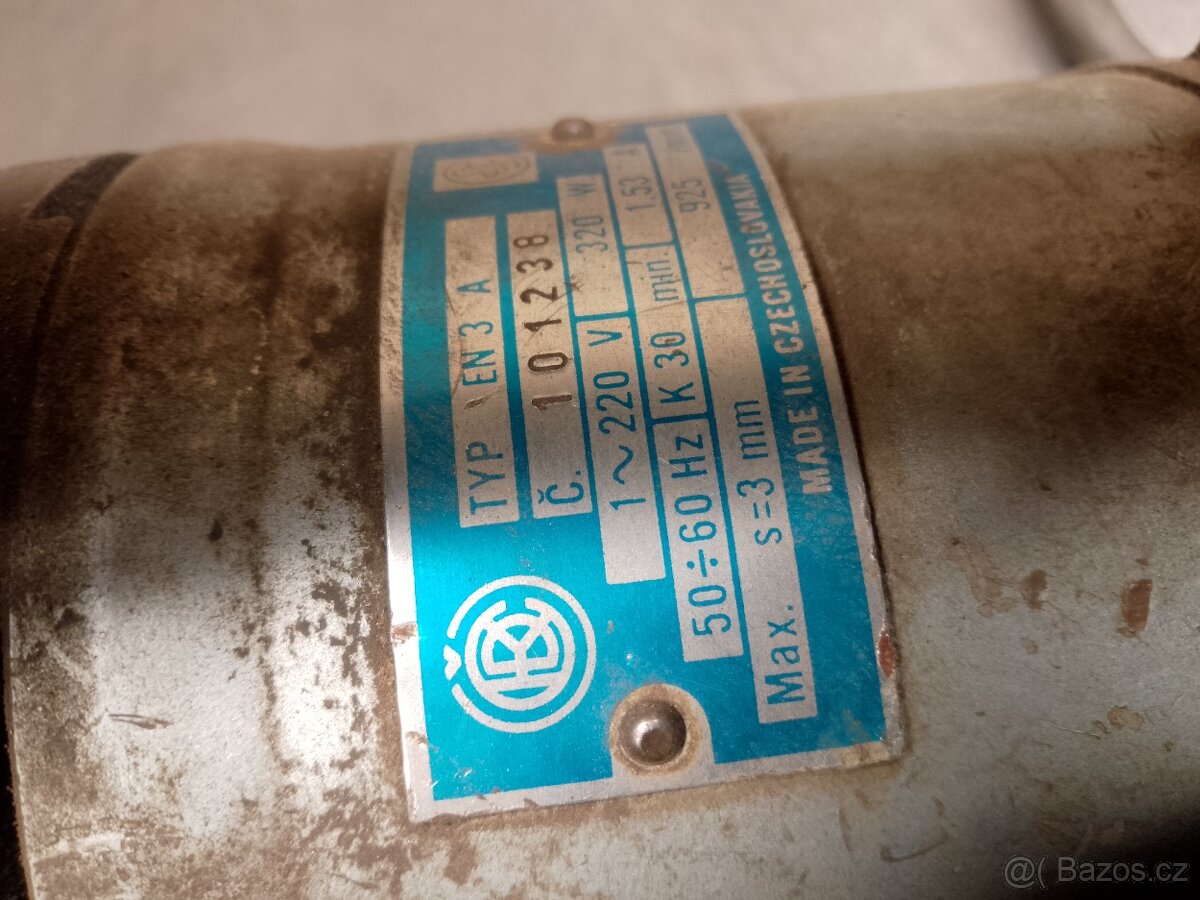 TYP EN 3 A
Č. 101238
1~220 V 320 W
50÷60 Hz K 30 min. 1,53 A
Max. s=3 mm 925
MADE IN CZECHOSLOVAKIA
@( Bazos.cz